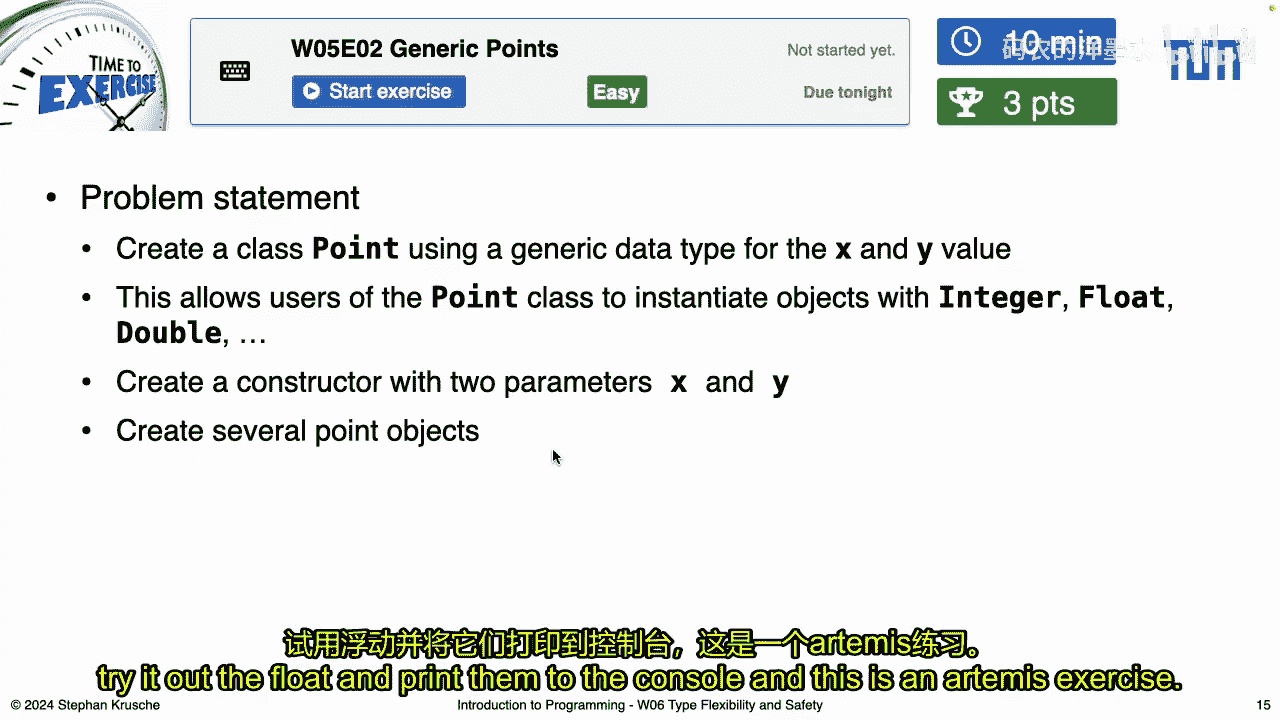 TIME TO
EXERCISE
W05E02 Generic Points
Not started yet.
Start exercise
Easy
Due tonight
10 min
3 pts
• Problem statement
• Create a class Point using a generic data type for the x and y value
• This allows users of the Point class to instantiate objects with Integer, Float,
Double, …
• Create a constructor with two parameters x and y
• Create several point objects
试用浮动并将它们打印到控制台，这是一个artemis练习。
try it out the float and print them to the console and this is an artemis exercise.
© 2024 Stephan Krusche
Introduction to Programming - W06 Type Flexibility and Safety
15